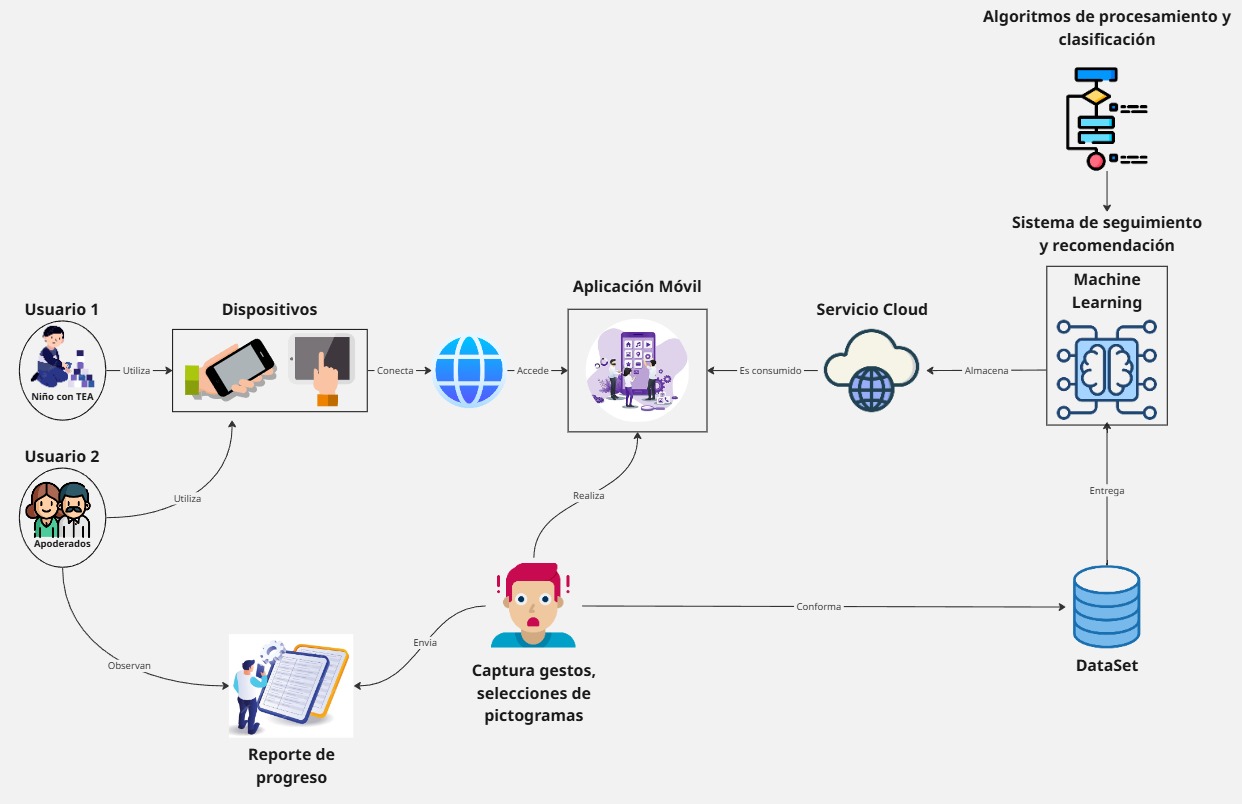 Algoritmos de procesamiento y
clasificación
Sistema de seguimiento
y recomendación
Machine
Learning
Usuario 1
Dispositivos
Aplicación Móvil
Servicio Cloud
Niño con TEA
Utiliza
Conecta
Accede
Es consumido
Almacena
Usuario 2
Apoderados
Utiliza
Realiza
Entrega
Conforma
Envia
Observan
DataSet
Captura gestos,
selecciones de
pictogramas
Reporte de
progreso